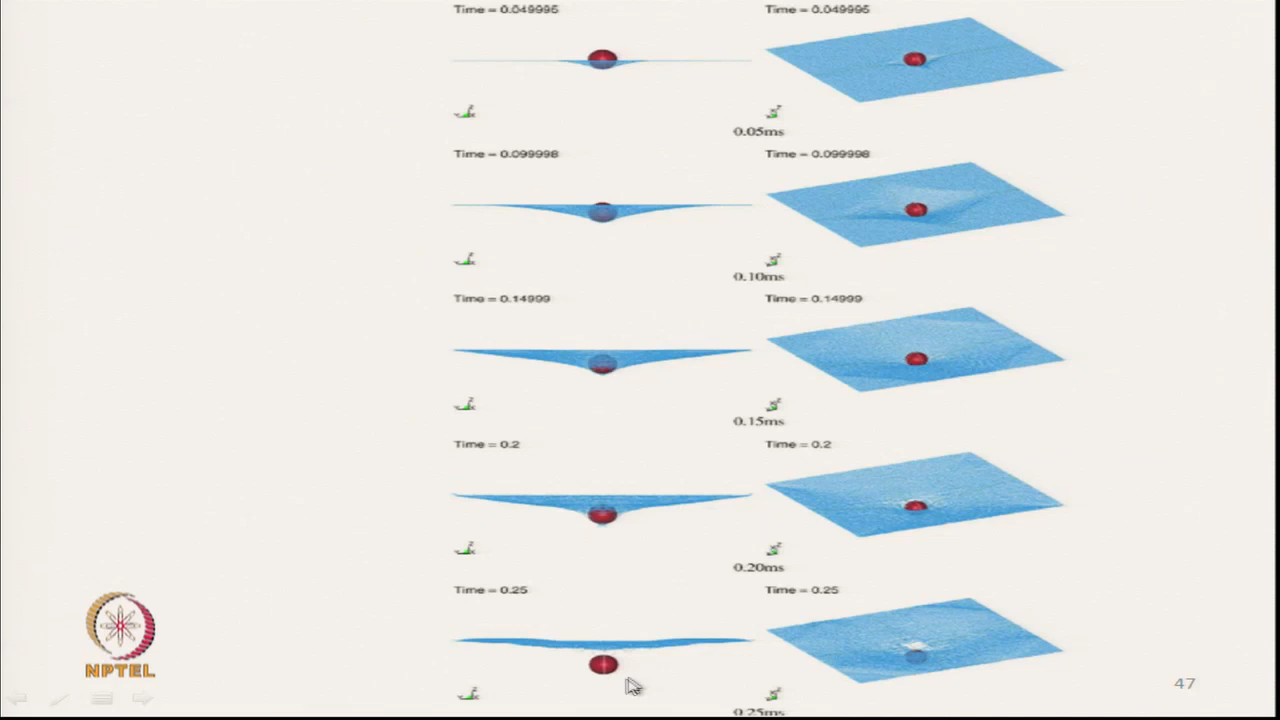 Time = 0.049995 Time = 0.049995
0.05ms
Time = 0.099998 Time = 0.099998
0.10ms
Time = 0.14999 Time = 0.14999
0.15ms
Time = 0.2 Time = 0.2
0.20ms
Time = 0.25 Time = 0.25
NPTEL
47
0.25ms